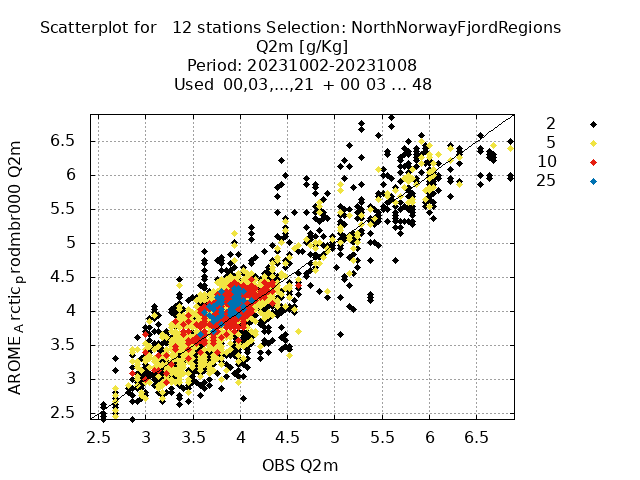 Scatterplot for 12 stations Selection: NorthNorwayFjordRegions
Q2m [g/Kg]
Period: 20231002-20231008
Used 00,03,...,21 + 00 03 ... 48
2
5
10
25
AROME_Arctic_prodmbr000 Q2m
6.5
6
5.5
5
4.5
4
3.5
3
2.5
2.5 3 3.5 4 4.5 5 5.5 6 6.5
OBS Q2m